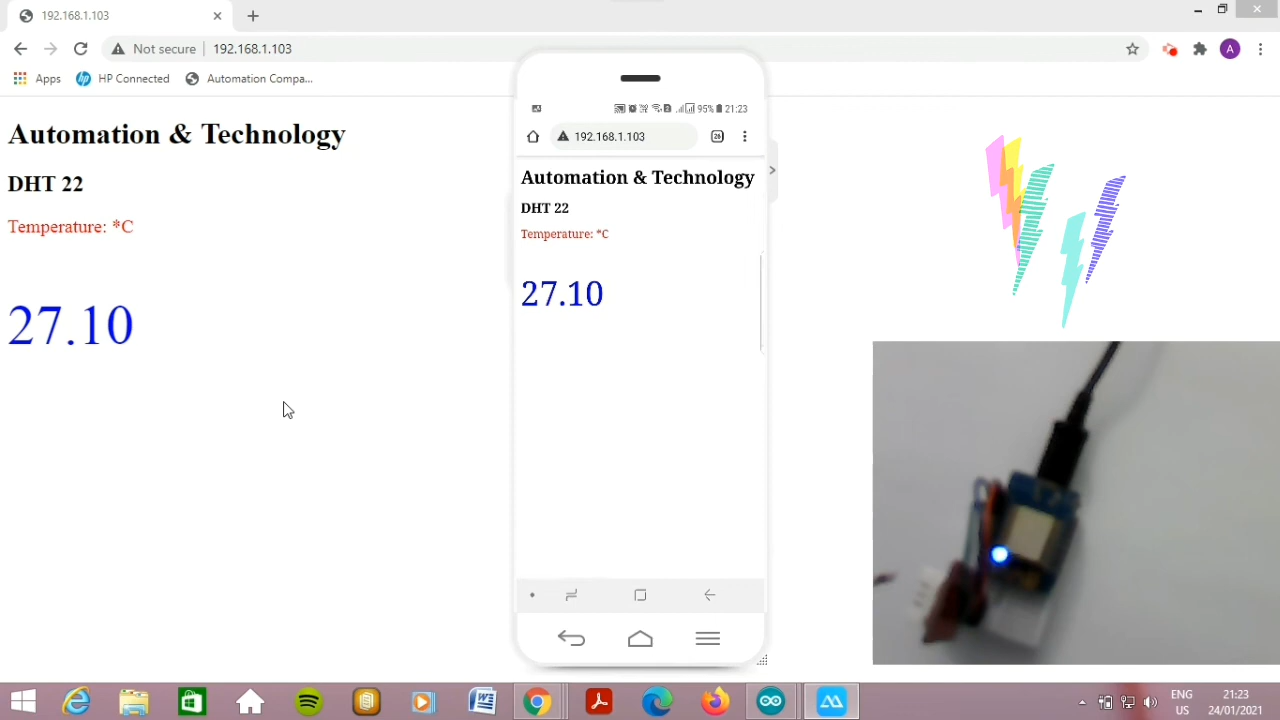 192.168.1.103
Not secure
192.168.1.103
A
Apps
HP Connected
Automation Compa...
Automation & Technology
DHT 22
Temperature: *C
27.10
95%
21:23
192.168.1.103
26
Automation & Technology
DHT 22
Temperature: *C
27.10
ENG
US
21:23
24/01/2021